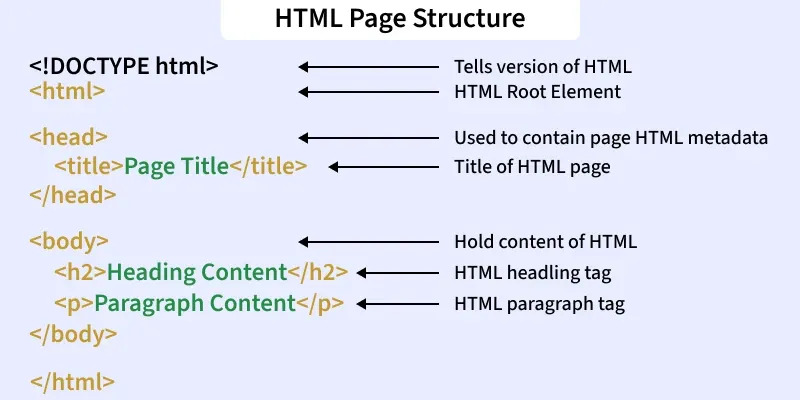 HTML Page Structure
<!DOCTYPE html> Tells version of HTML
<html> HTML Root Element
<head> Used to contain page HTML metadata
<title>Page Title</title> Title of HTML page
</head>
<body> Hold content of HTML
<h2>Heading Content</h2> HTML headling tag
<p>Paragraph Content</p> HTML paragraph tag
</body>
</html>